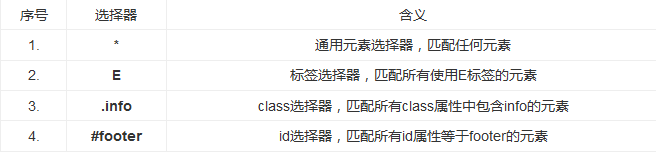 序号 选择器 含义
1. * 通用元素选择器，匹配任何元素
2. E 标签选择器，匹配所有使用E标签的元素
3. .info class选择器，匹配所有class属性中包含info的元素
4. #footer id选择器，匹配所有id属性等于footer的元素